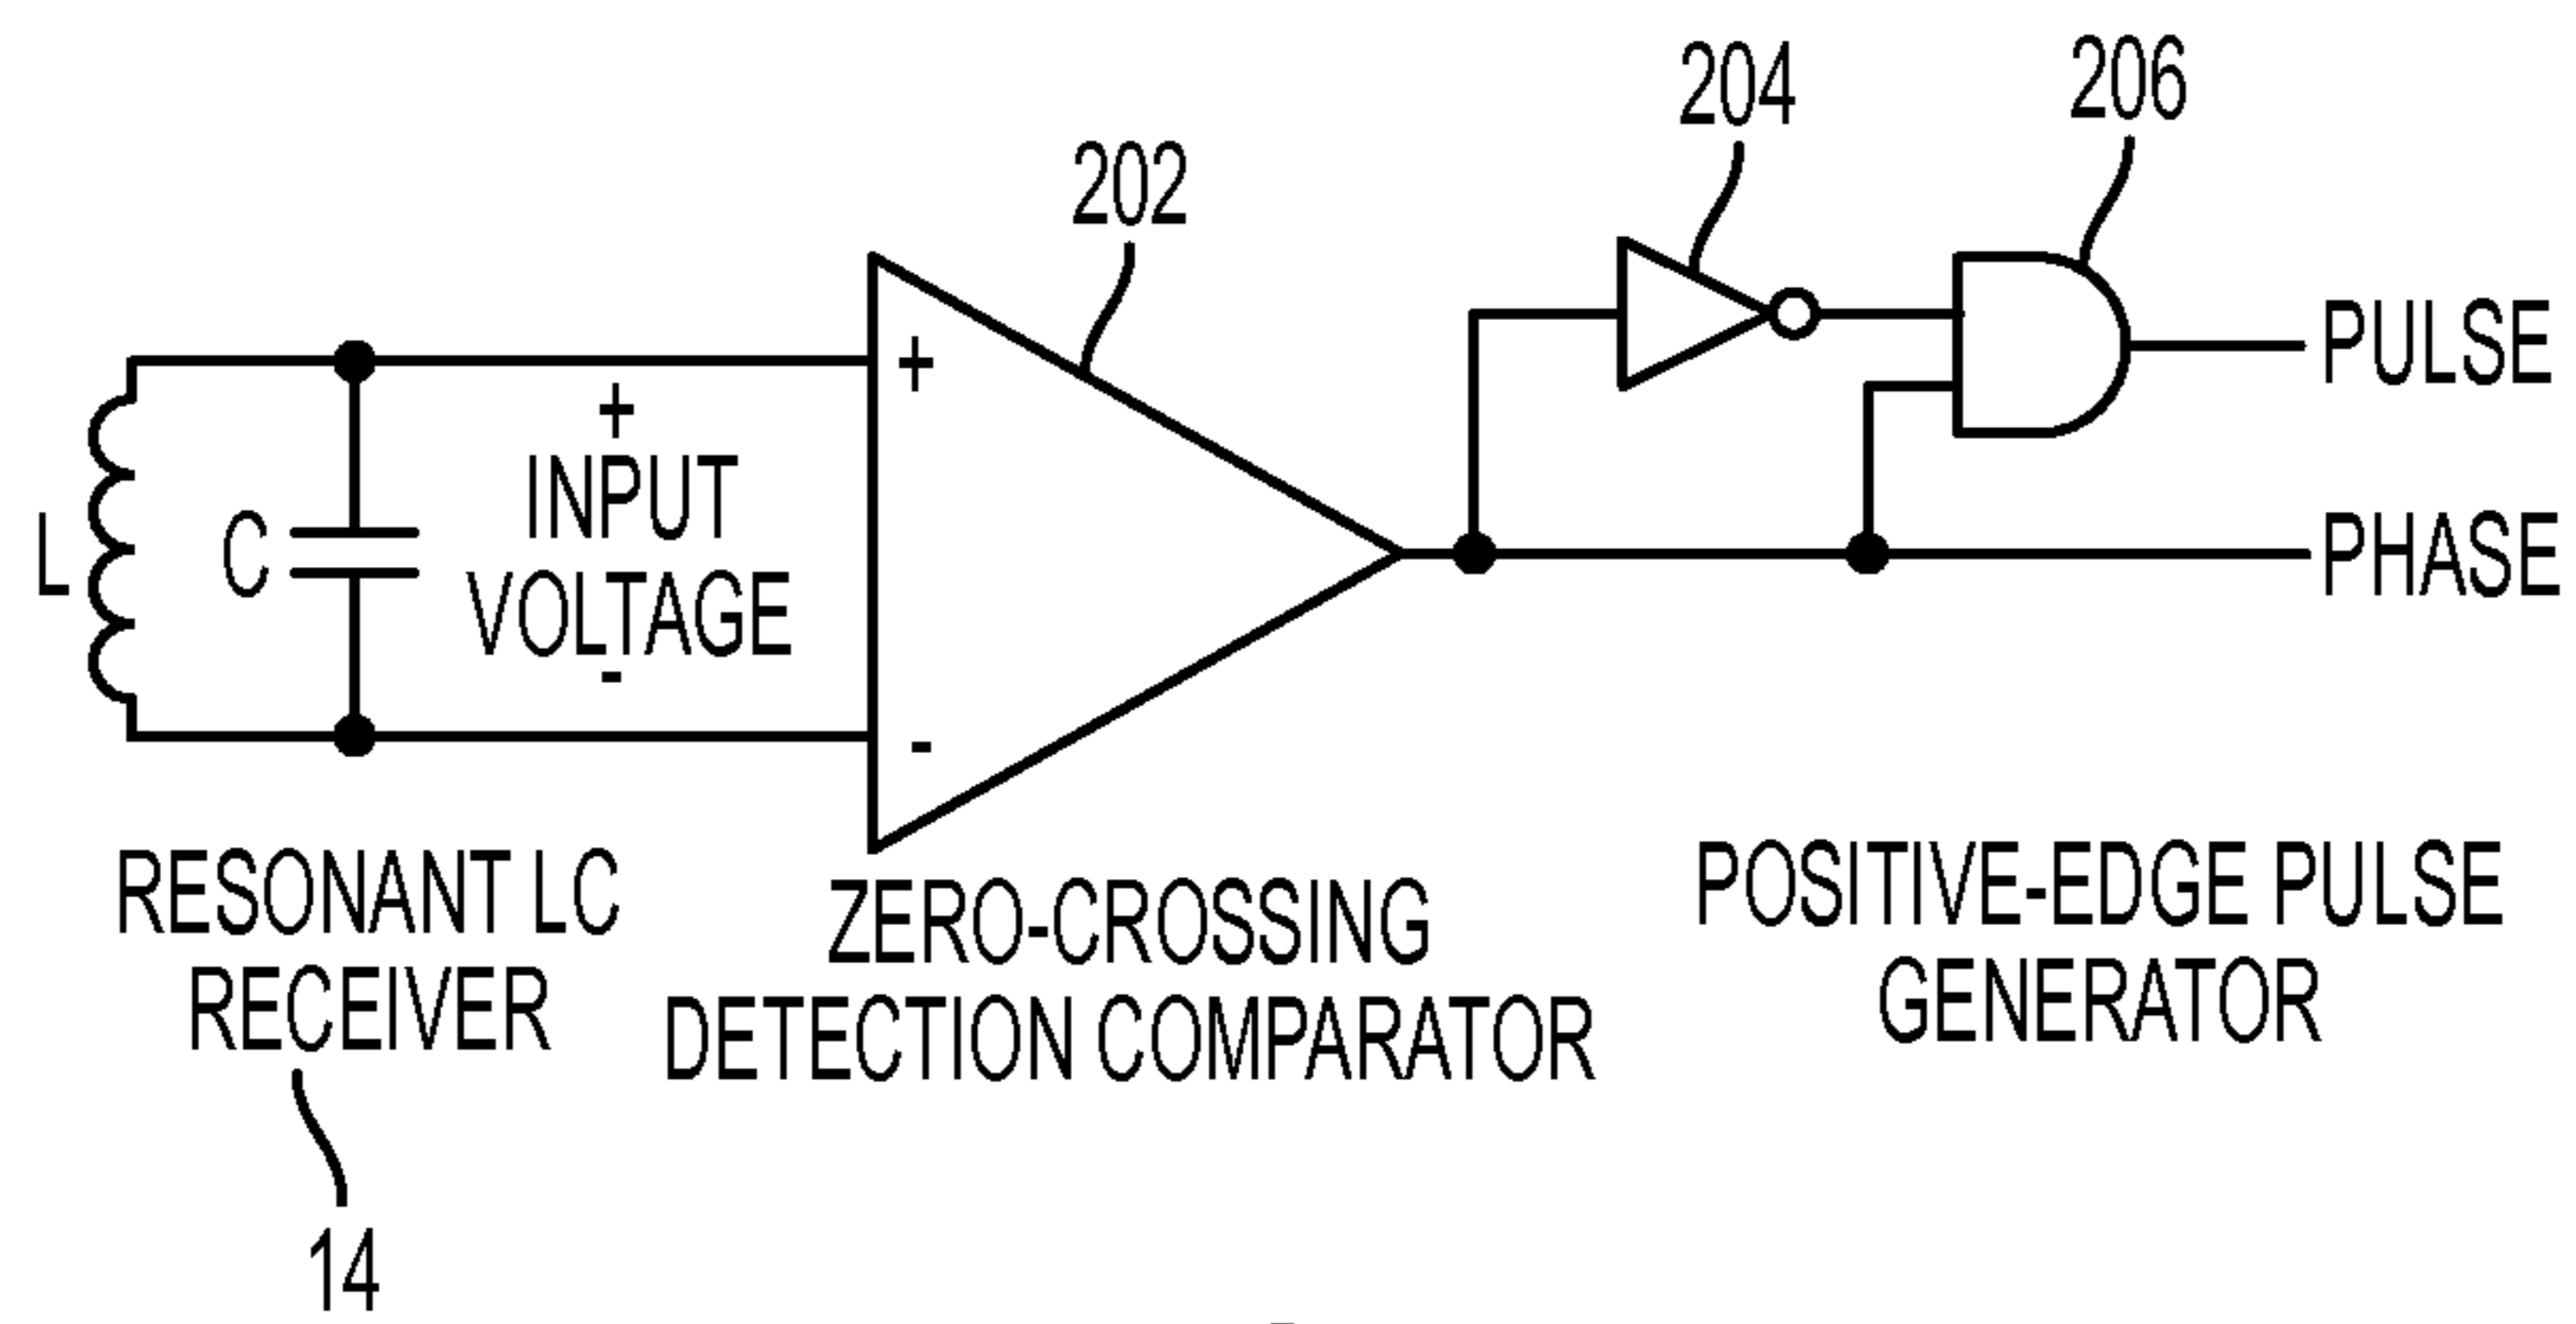 202
204
206
+
+
-
-
L
C
INPUT
VOLTAGE
PULSE
PHASE
RESONANT LC
RECEIVER
14
ZERO-CROSSING
DETECTION COMPARATOR
POSITIVE-EDGE PULSE
GENERATOR